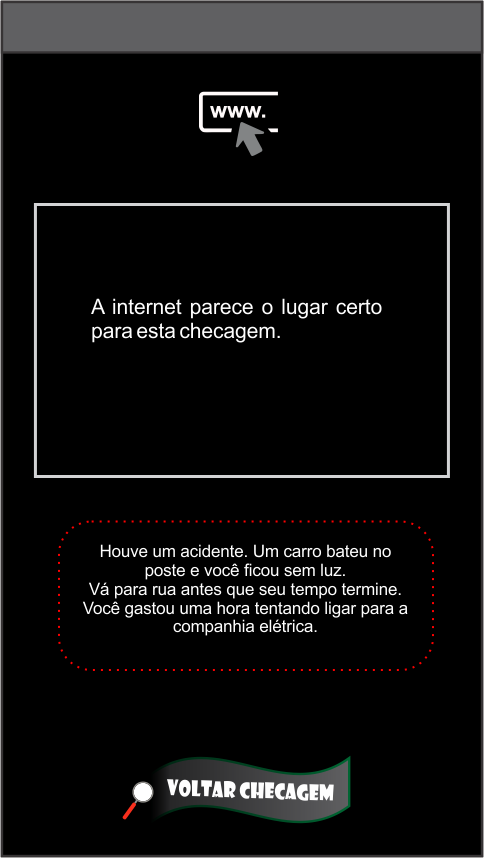 www.
A internet parece o lugar certo
para esta checagem.
Houve um acidente. Um carro bateu no
poste e você ficou sem luz.
Vá para rua antes que seu tempo termine.
Você gastou uma hora tentando ligar para a
companhia elétrica.
VOLTAR CHECAGEM